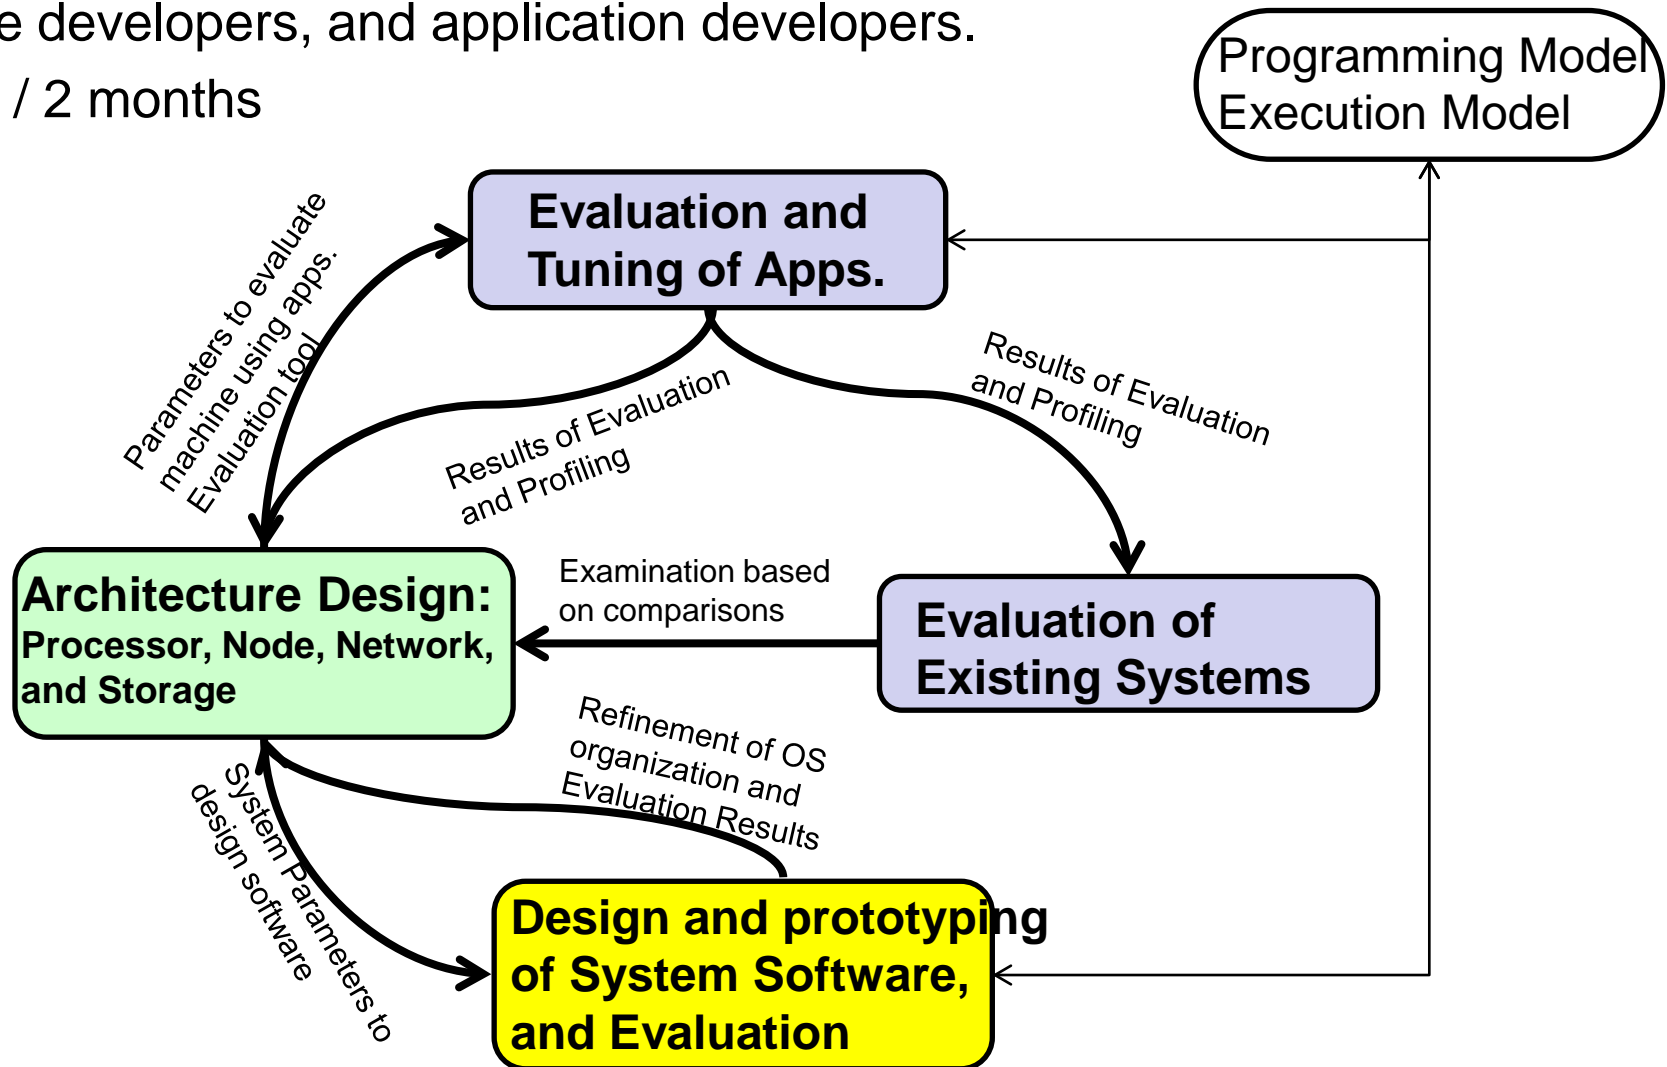 e developers, and application developers.
/ 2 months
Programming Model
Execution Model
Evaluation and
Tuning of Apps.
Parameters to evaluate
machine using apps.
Evaluation tool
Results of Evaluation
and Profiling
Results of Evaluation
and Profiling
Architecture Design:
Processor, Node, Network,
and Storage
Examination based
on comparisons
Evaluation of
Existing Systems
Refinement of OS
organization and
Evaluation Results
System Parameters to
design software
Design and prototyping
of System Software,
and Evaluation